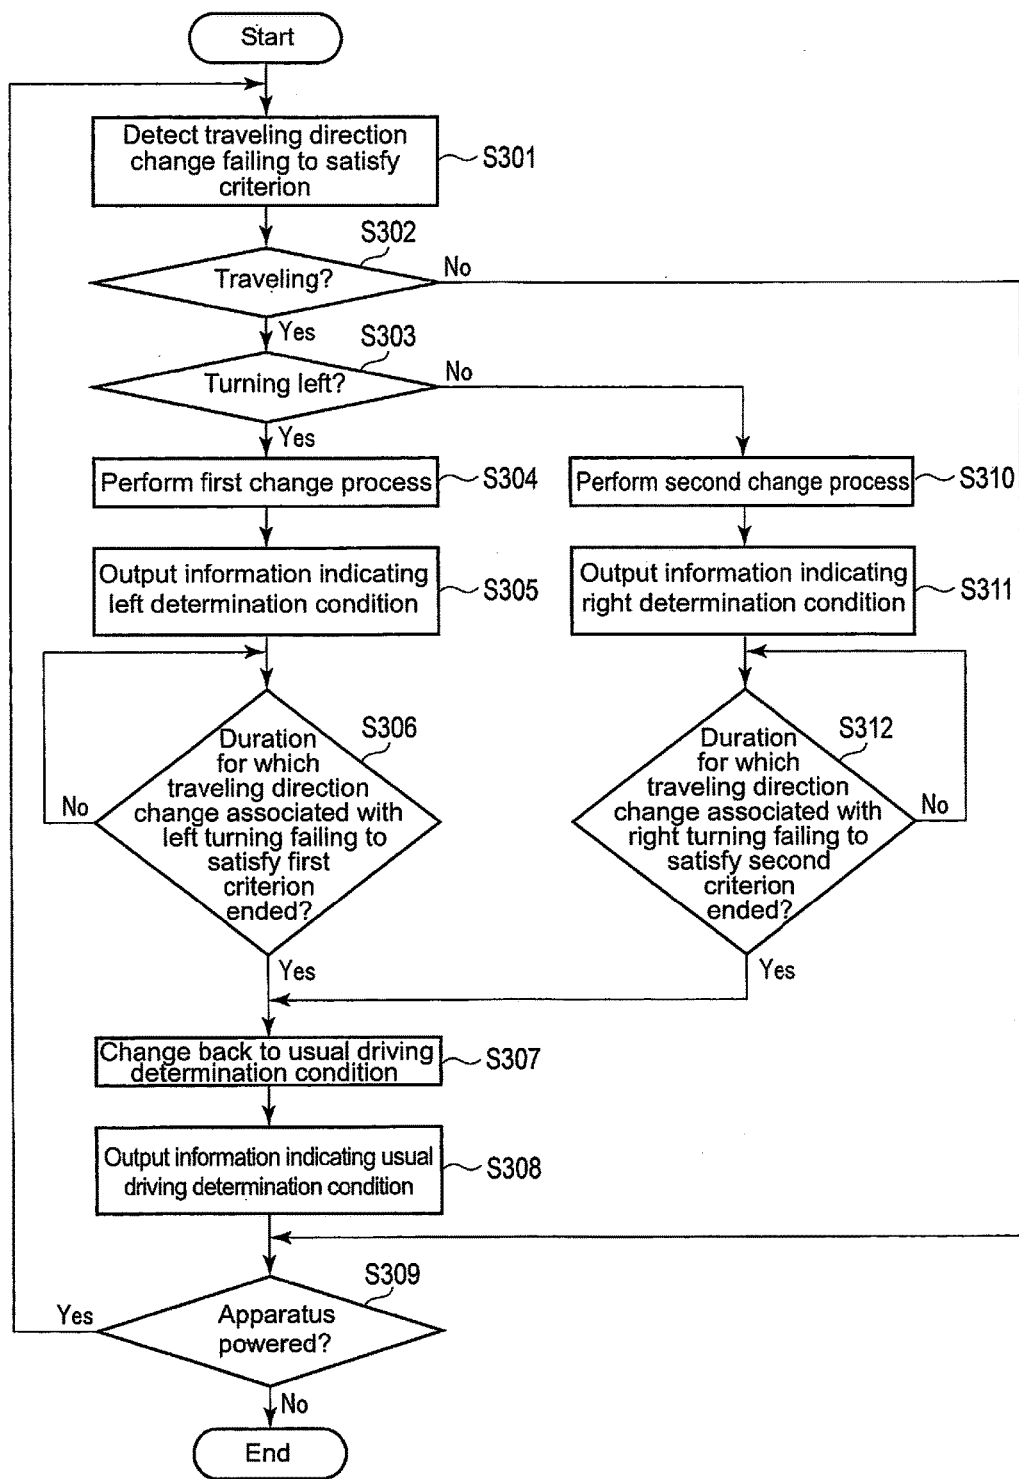 Start
Detect traveling direction
change failing to satisfy
criterion
S301
S302
Traveling?
No
Yes
S303
Turning left?
No
Yes
Perform first change process
S304
Perform second change process
S310
Output information indicating
left determination condition
S305
Output information indicating
right determination condition
S311
S306
Duration
for which
traveling direction
change associated with
left turning failing to
satisfy first
criterion
ended?
No
Yes
S312
Duration
for which
traveling direction
change associated with
right turning failing to
satisfy second
criterion
ended?
No
Yes
Change back to usual driving
determination condition
S307
Output information indicating usual
driving determination condition
S308
S309
Apparatus
powered?
Yes
No
End